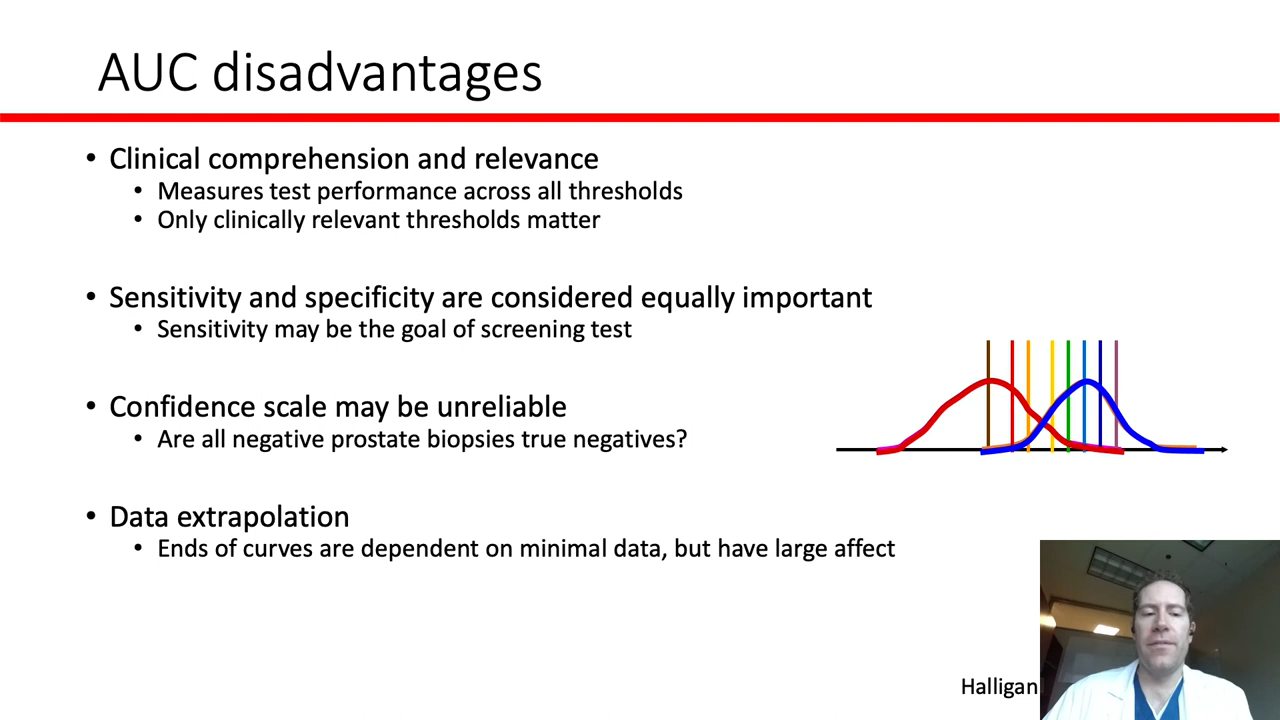 AUC disadvantages
• Clinical comprehension and relevance
• Measures test performance across all thresholds
• Only clinically relevant thresholds matter
• Sensitivity and specificity are considered equally important
• Sensitivity may be the goal of screening test
• Confidence scale may be unreliable
• Are all negative prostate biopsies true negatives?
• Data extrapolation
• Ends of curves are dependent on minimal data, but have large affect
Halligan